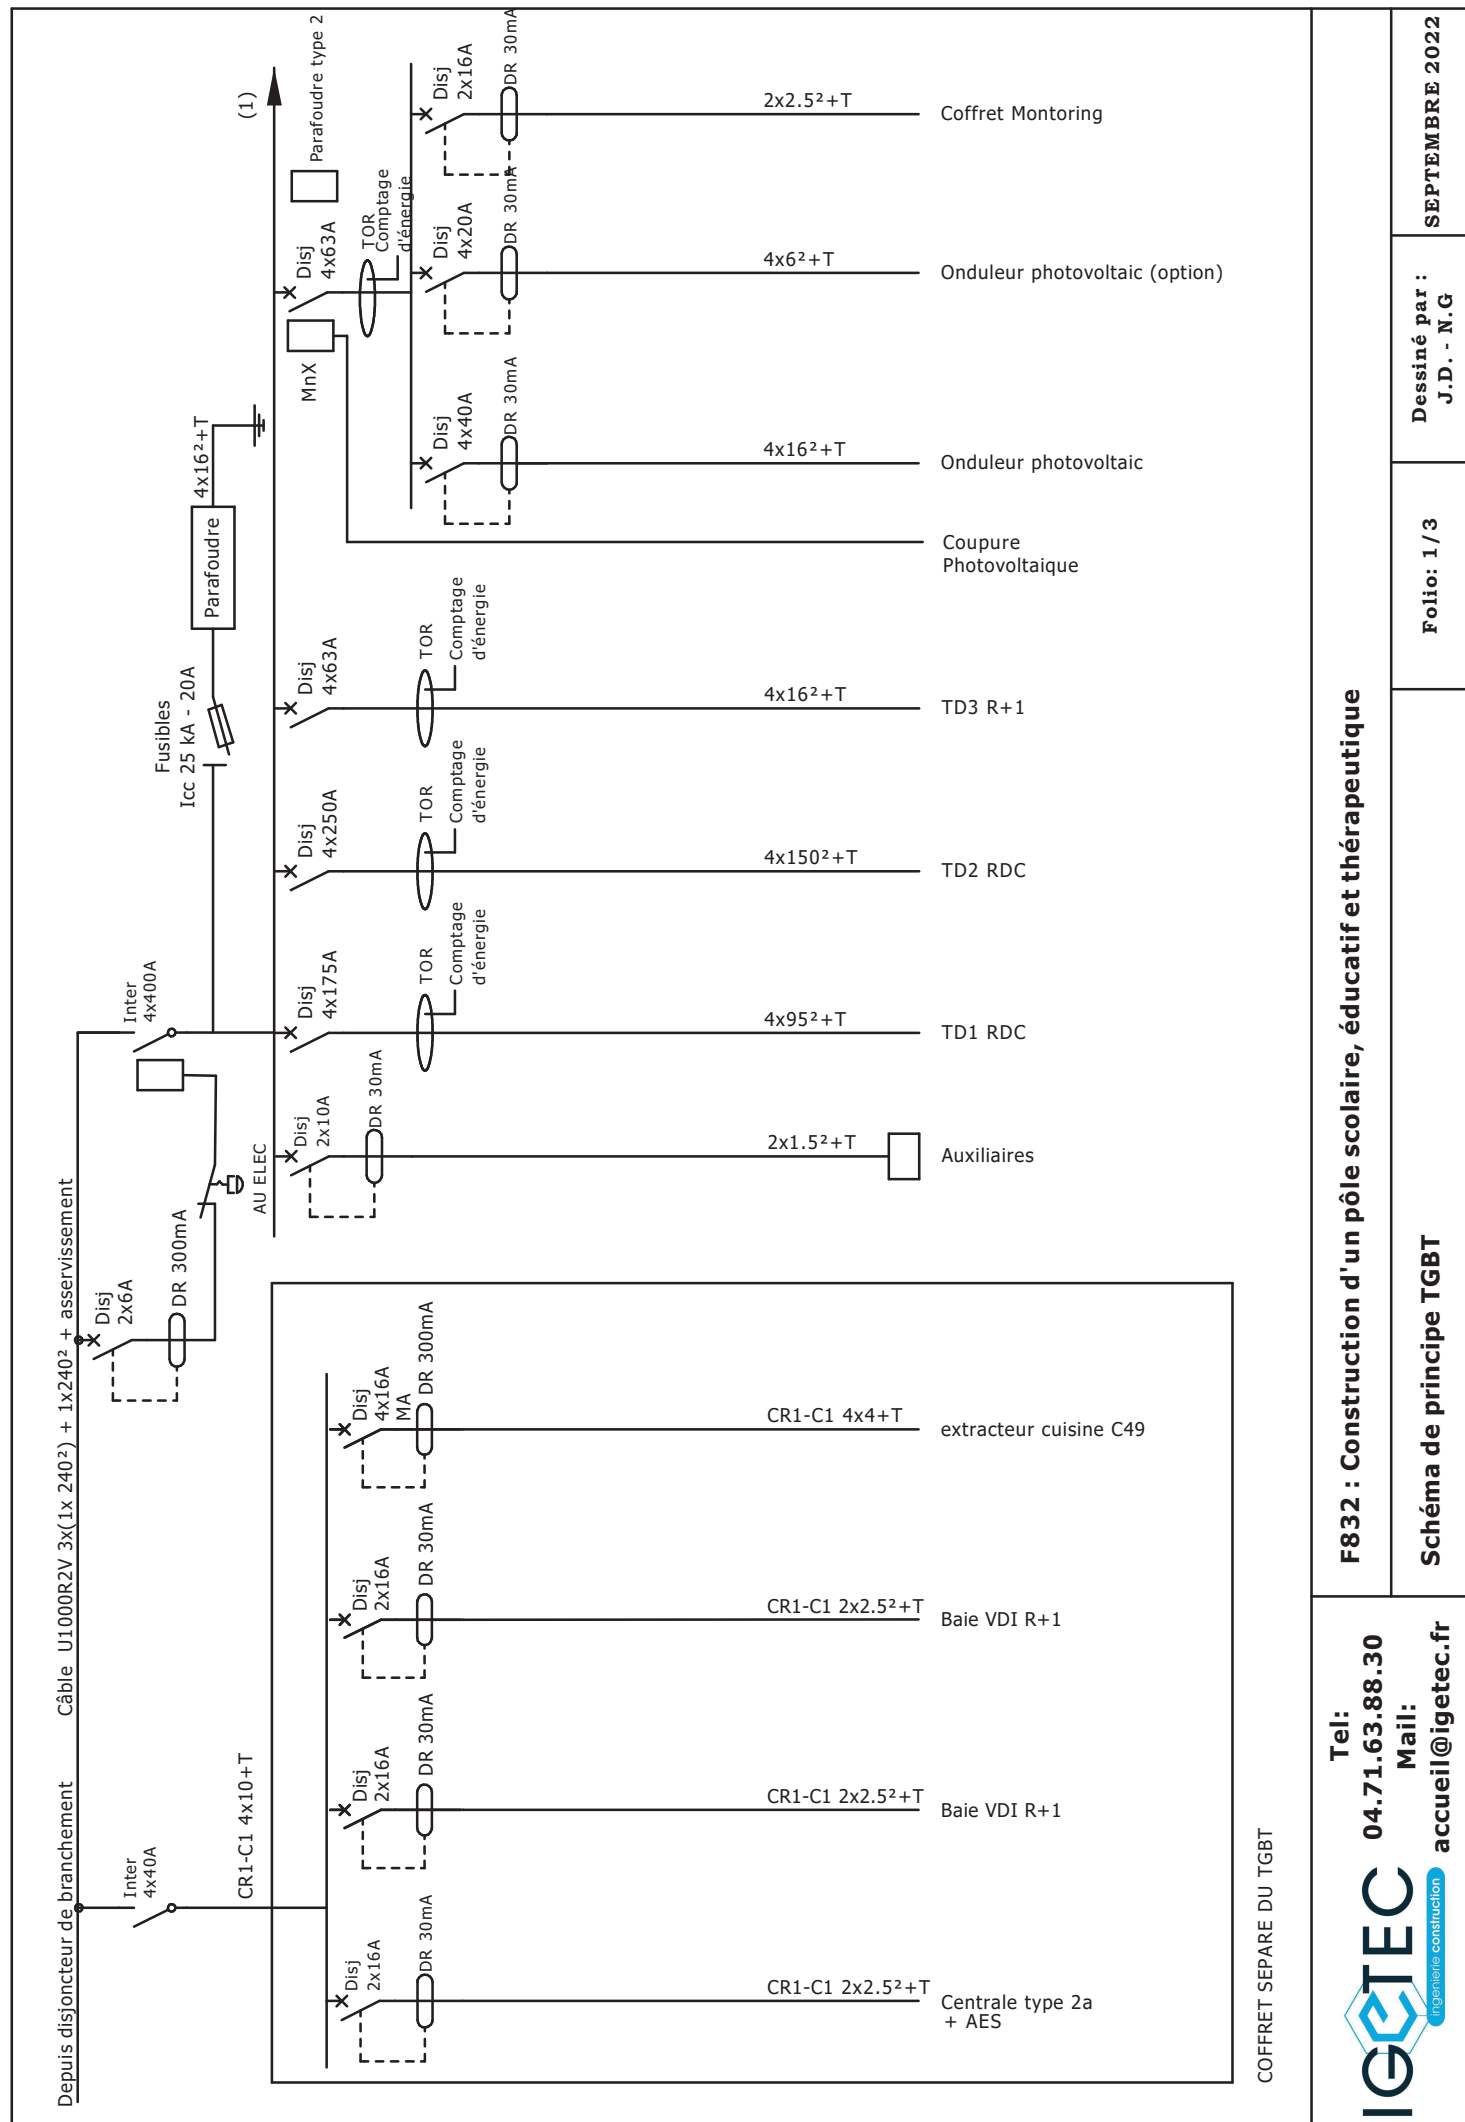 Depuis disjoncteur de branchement
Câble U1000R2V 3x(1x 240²) + 1x240² + asservissement
Inter
4x40A
CR1-C1 4x10+T
Disj
2x6A
DR 300mA
AU ELEC
Inter
4x400A
Fusibles
Icc 25 kA - 20A
Parafoudre
4x16²+T
(1)
Parafoudre type 2
Disj
2x16A
DR 30mA
CR1-C1 2x2.5²+T
Centrale type 2a
+ AES
Disj
2x16A
DR 30mA
CR1-C1 2x2.5²+T
Baie VDI R+1
Disj
2x16A
DR 30mA
CR1-C1 2x2.5²+T
Baie VDI R+1
Disj
4x16A
MA
DR 300mA
CR1-C1 4x4+T
extracteur cuisine C49
COFFRET SEPARE DU TGBT
Disj
2x10A
DR 30mA
2x1.5²+T
Auxiliaires
Disj
4x175A
TOR
Comptage
d'énergie
4x95²+T
TD1 RDC
Disj
4x250A
TOR
Comptage
d'énergie
4x150²+T
TD2 RDC
Disj
4x63A
TOR
Comptage
d'énergie
4x16²+T
TD3 R+1
MnX
Coupure
Photovoltaique
Disj
4x63A
TOR
Comptage
d'énergie
Disj
4x40A
DR 30mA
4x16²+T
Onduleur photovoltaic
Disj
4x20A
DR 30mA
4x6²+T
Onduleur photovoltaic (option)
Disj
2x16A
DR 30mA
2x2.5²+T
Coffret Montoring
IGETEC
ingenierie construction
Tel:
04.71.63.88.30
Mail:
accueil@igetec.fr
F832 : Construction d'un pôle scolaire, éducatif et thérapeutique
Schéma de principe TGBT
Folio: 1/3
Dessiné par :
J.D. - N.G
SEPTEMBRE 2022